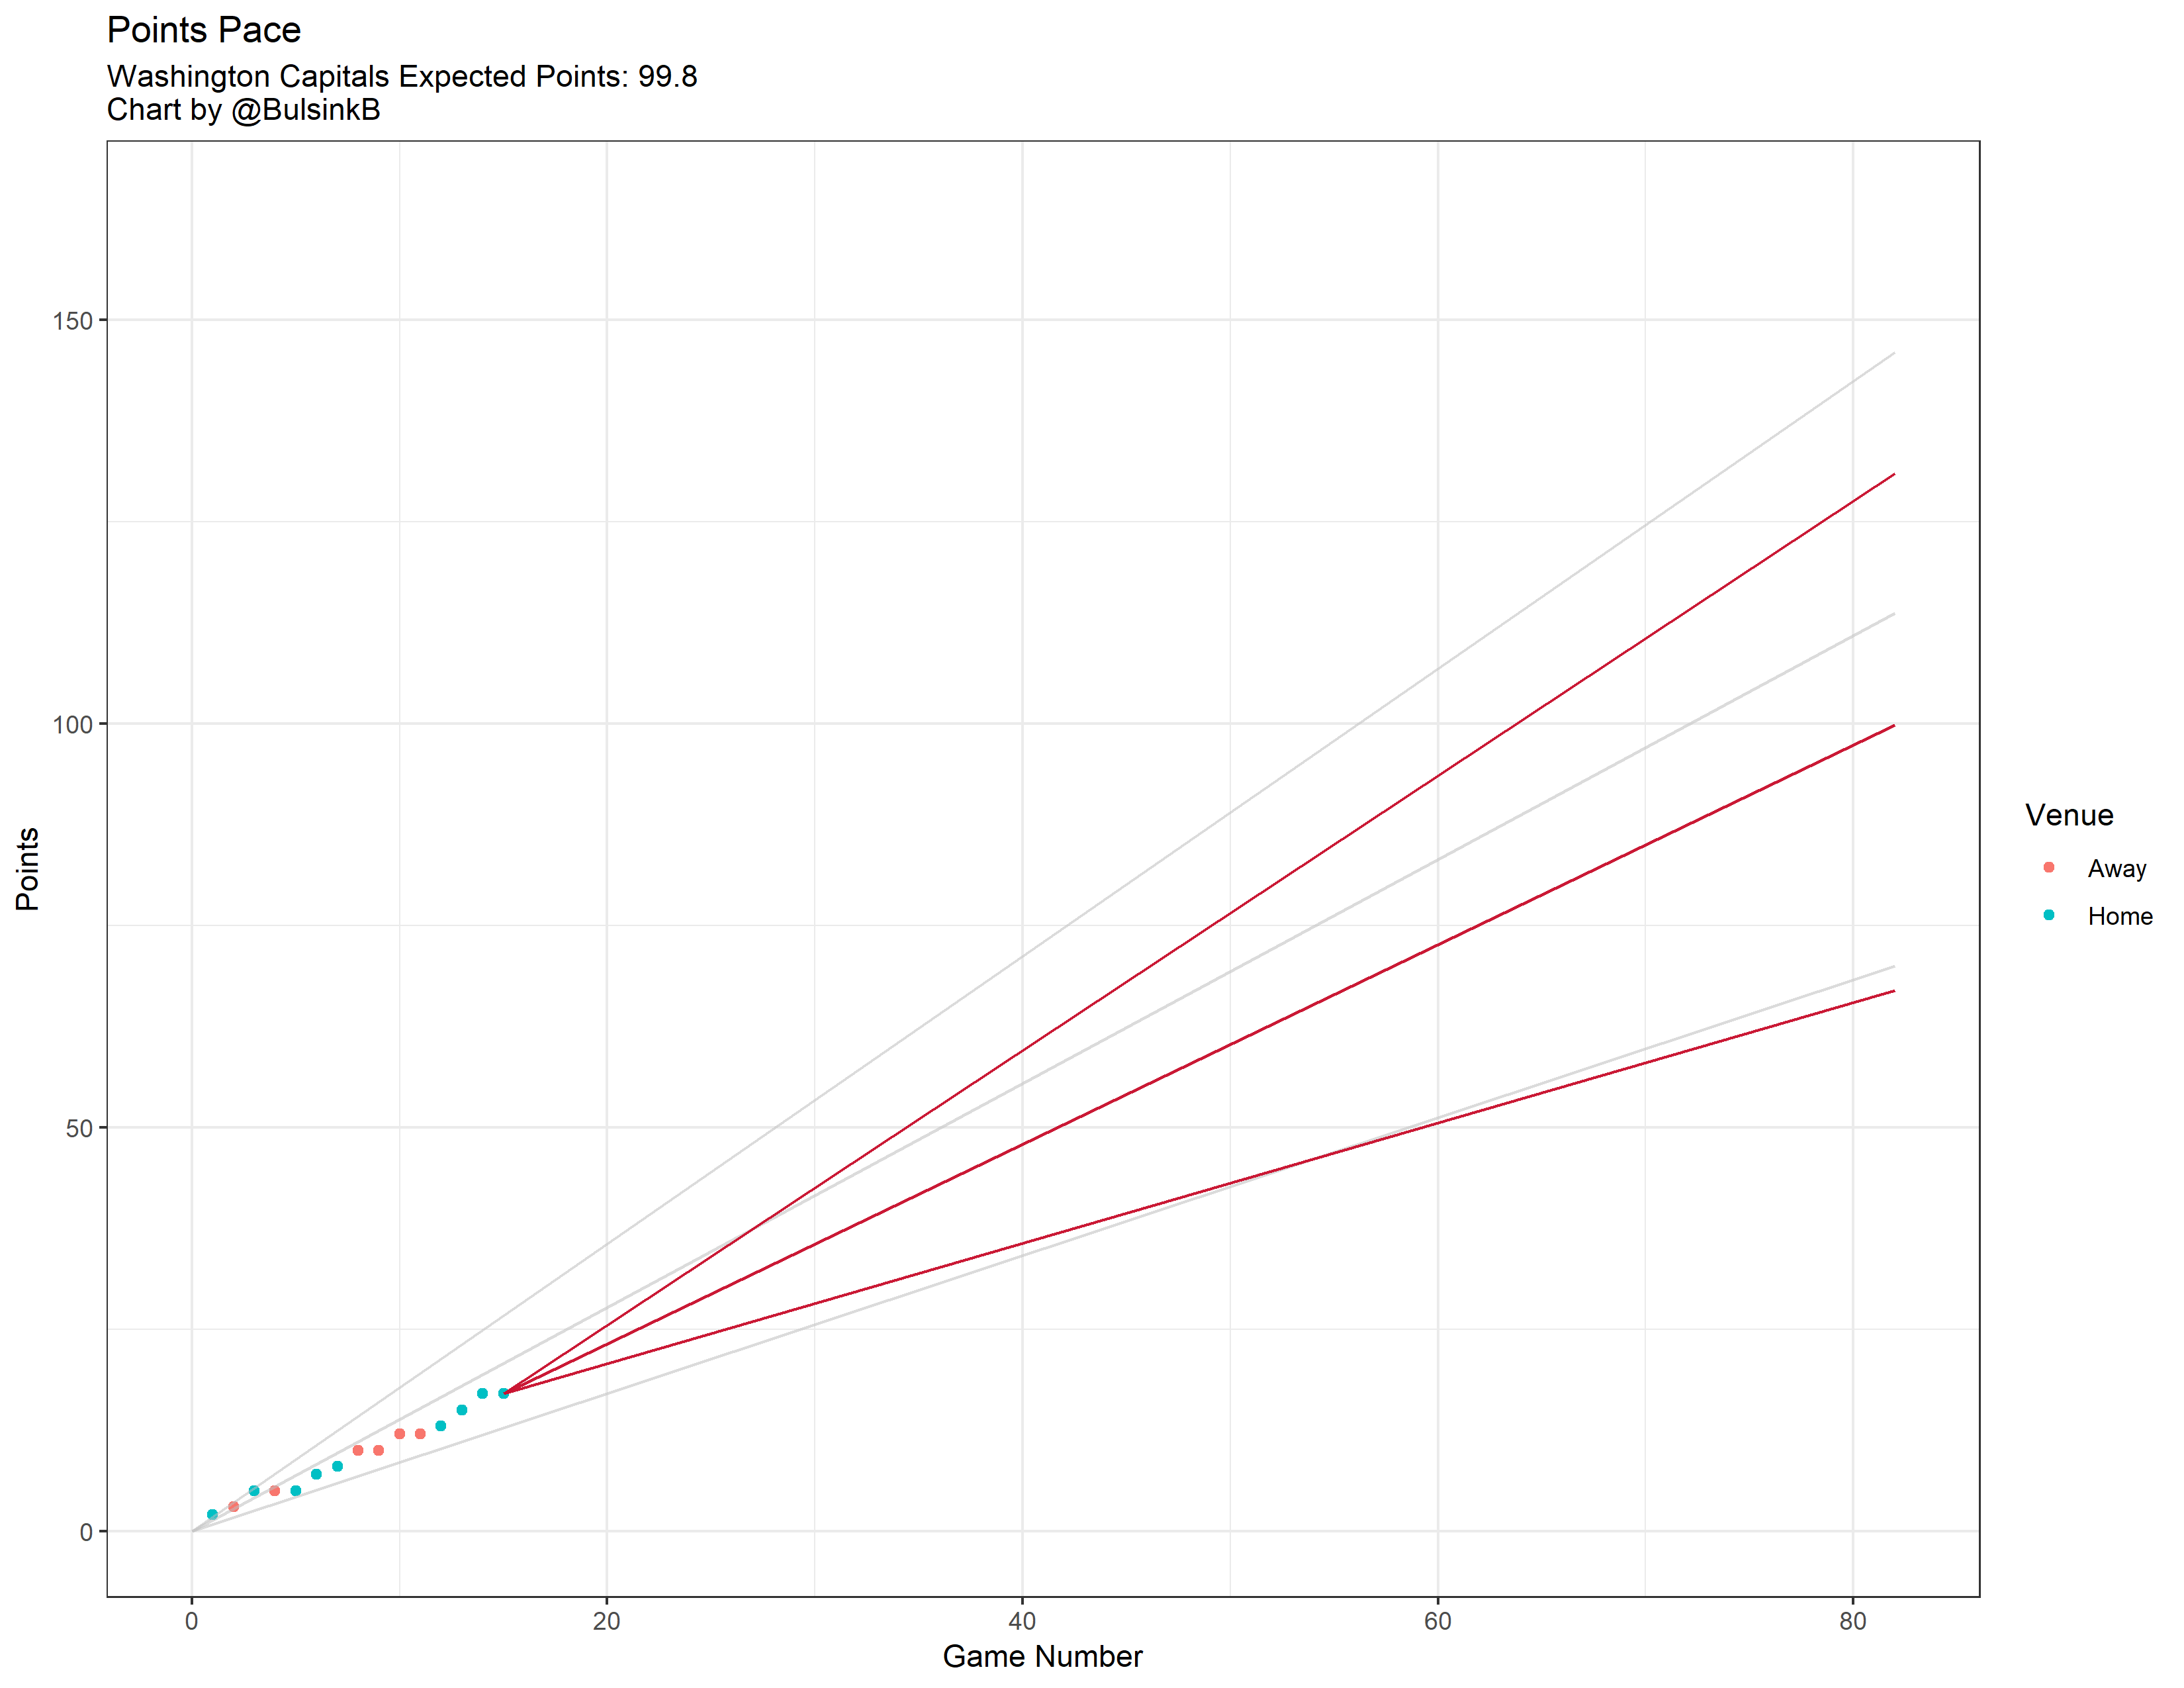 Points Pace
Washington Capitals Expected Points: 99.8
Chart by @BulsinkB
150
100
50
0
Points
0
20
40
60
80
Game Number
Venue
Away
Home